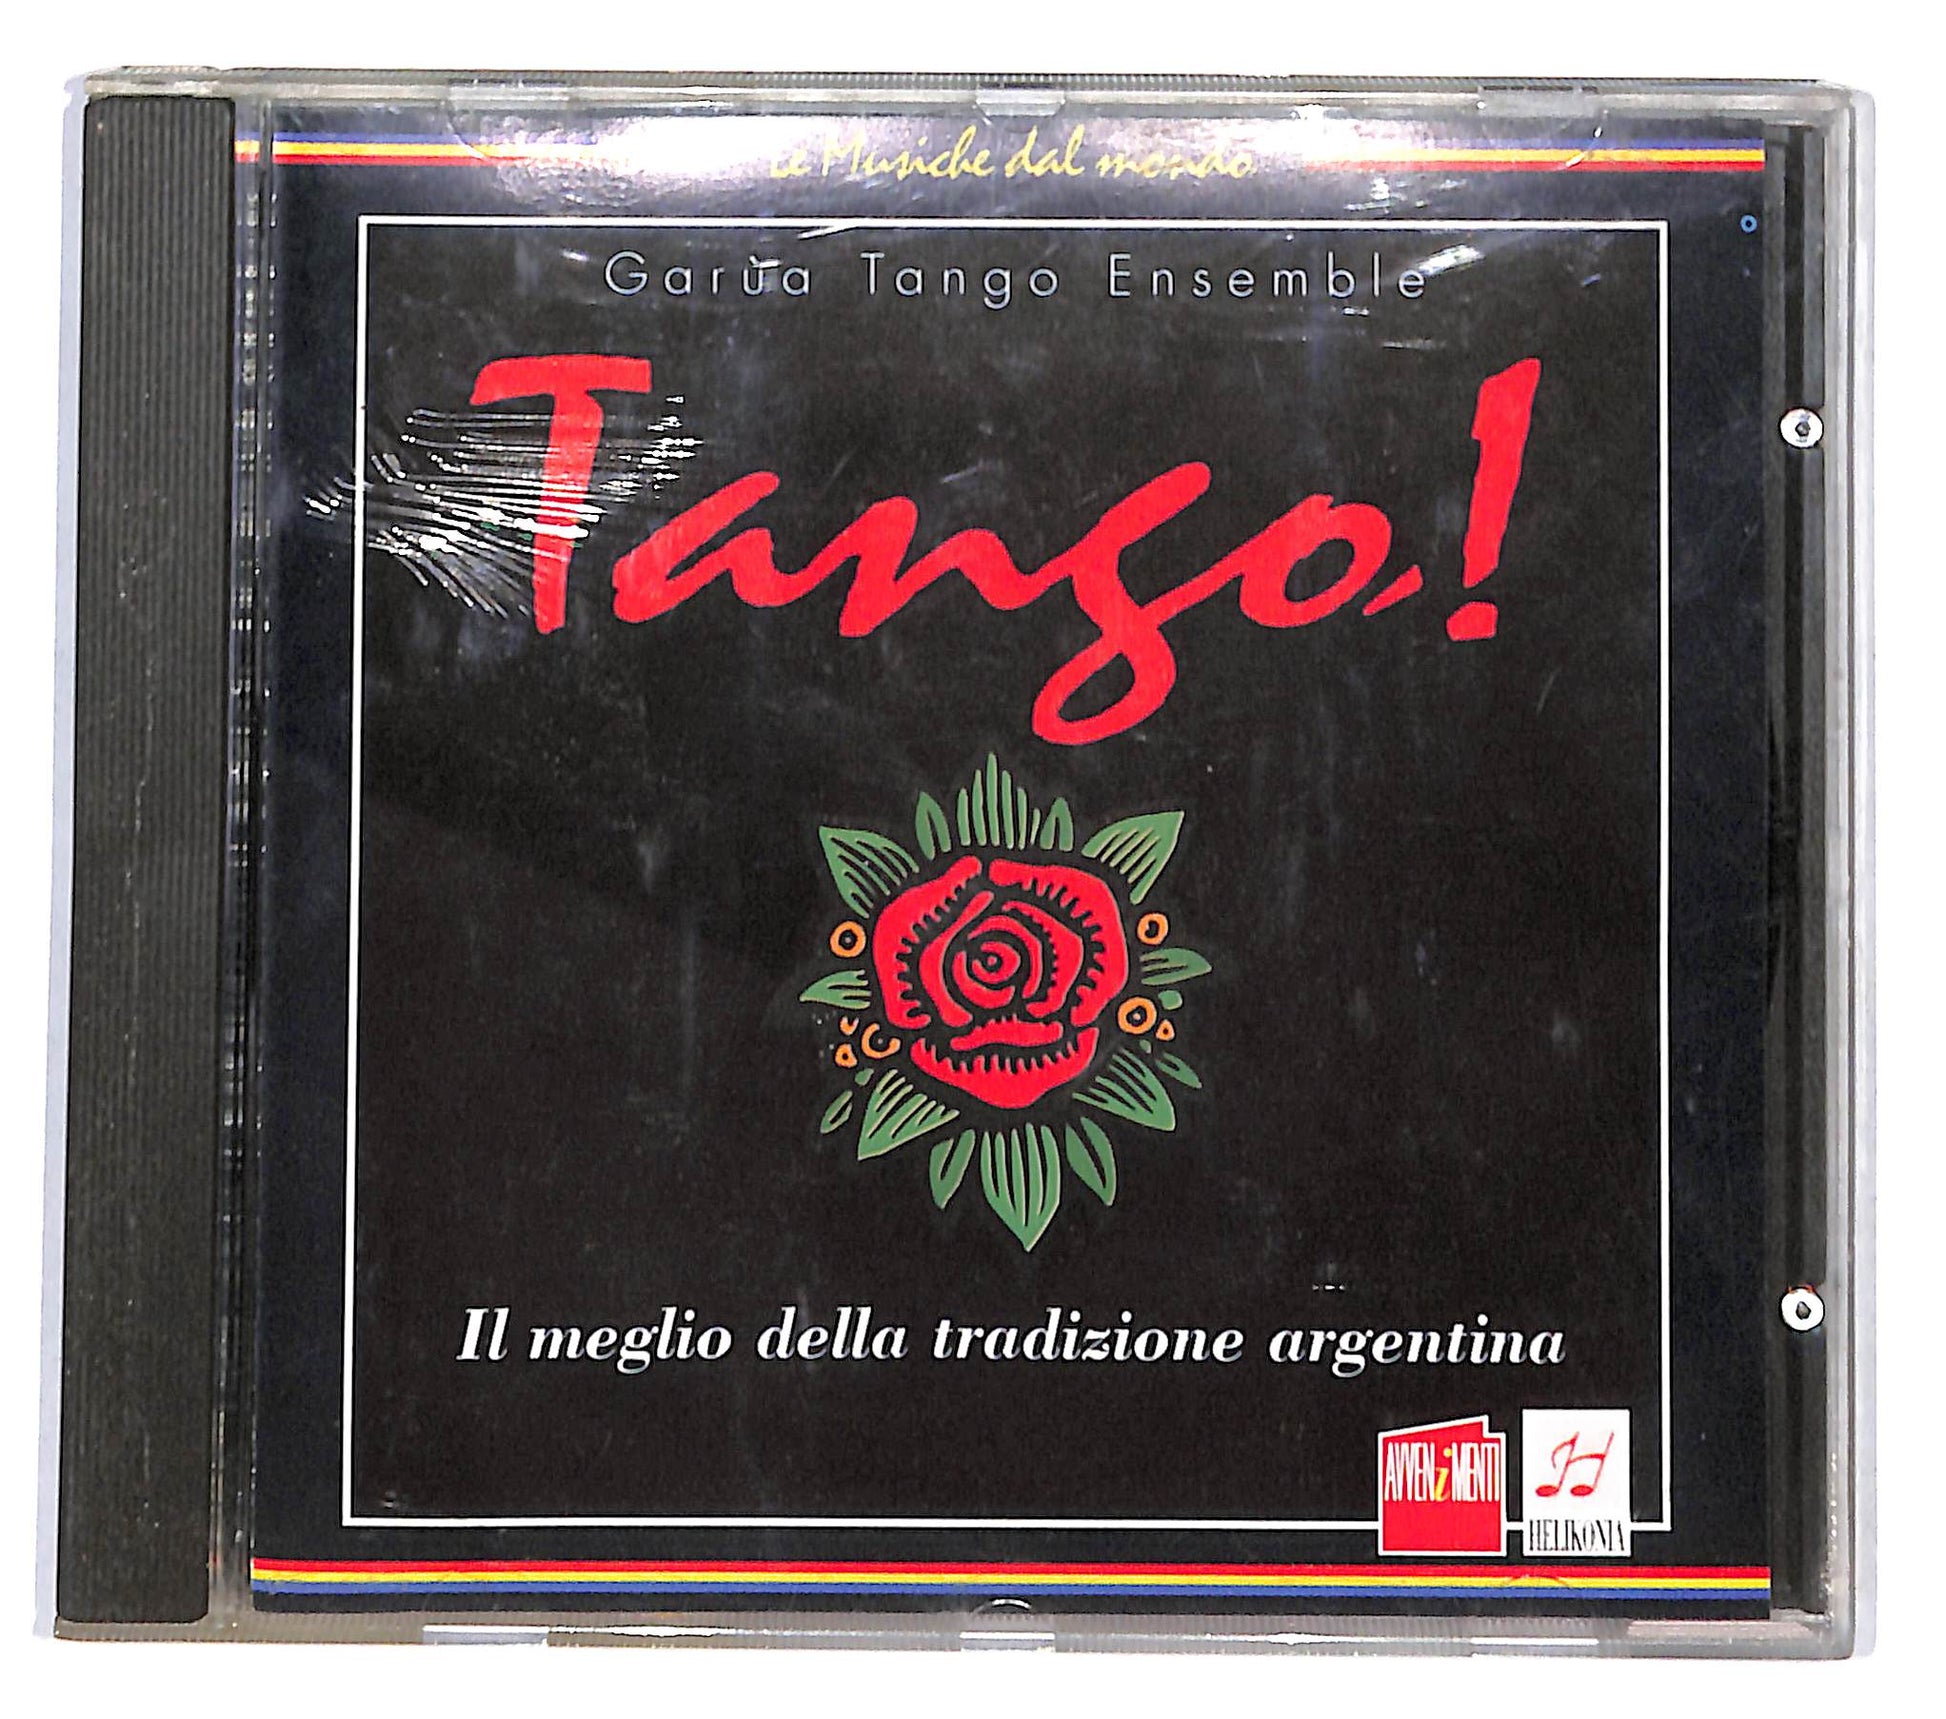 Le Musiche dal mondo
Garùa Tango Ensemble
Tango!
Il meglio della tradizione argentina
AVVENiMENTI
HELIKONIA